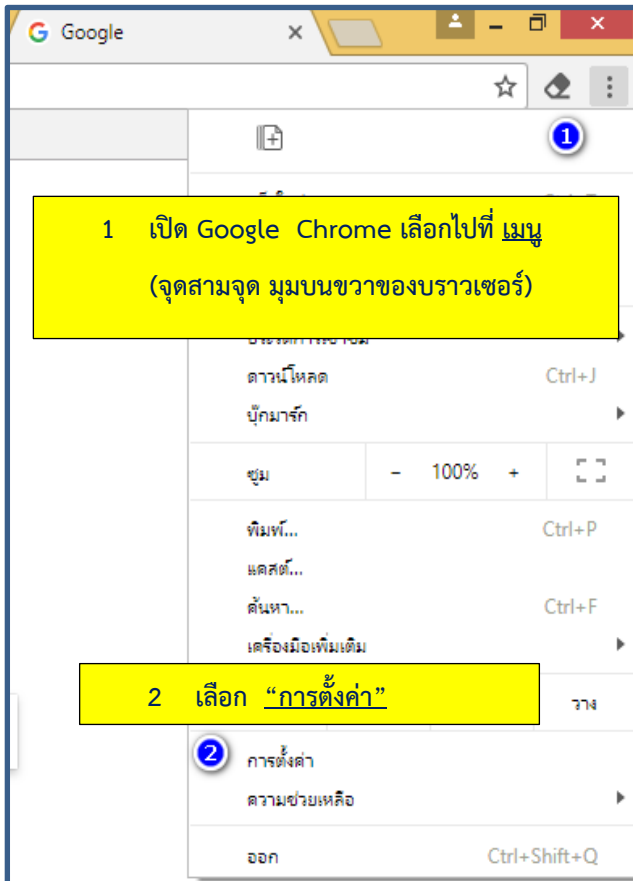 Google
1
1 เปิด Google Chrome เลือกไปที่ เมนู
(จุดสามจุด มุมบนขวาของบราวเซอร์)
ดาวน์โหลด Ctrl+J
บุ๊กมาร์ก
ซูม - 100% +
พิมพ์... Ctrl+P
แคสต์...
ค้นหา... Ctrl+F
เครื่องมือเพิ่มเติม
2 เลือก “การตั้งค่า”
วาง
2 การตั้งค่า
ความช่วยเหลือ
ออก Ctrl+Shift+Q